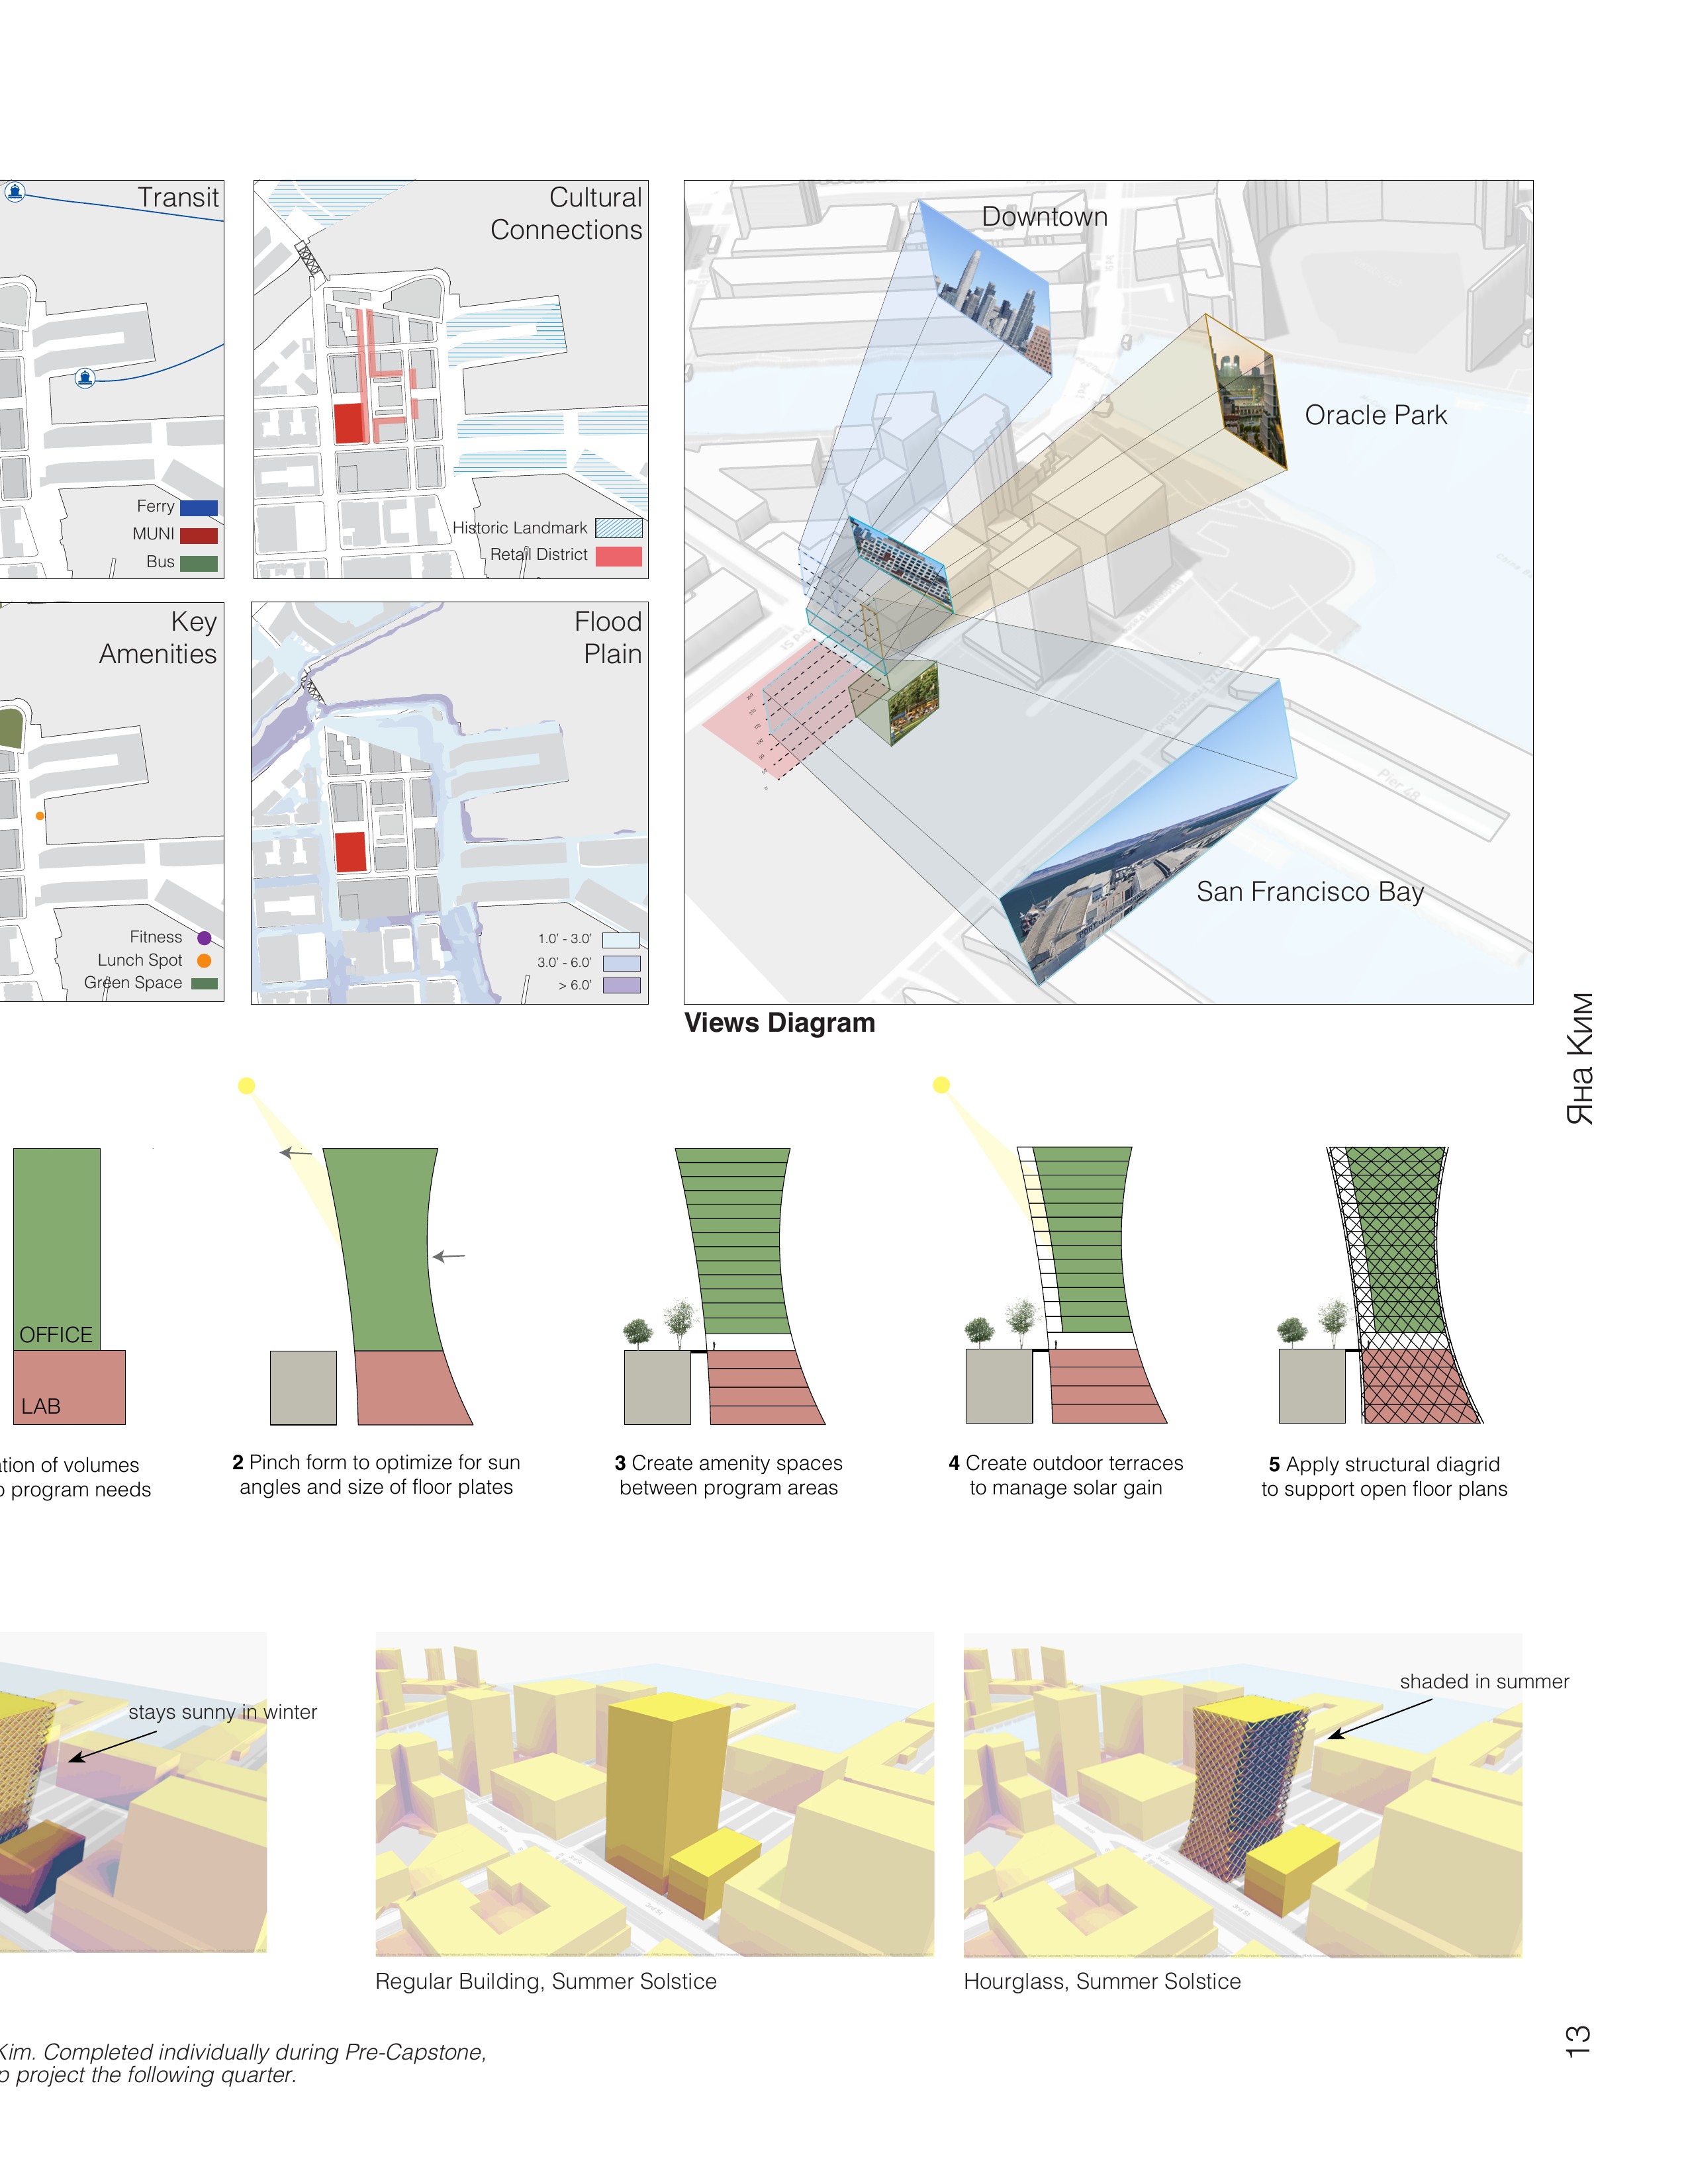 Transit
Ferry
MUNI
Bus
Cultural
Connections
Historic Landmark
Retail District
Downtown
Oracle Park
San Francisco Bay
Pier 48
Views Diagram
Key
Amenities
Fitness
Lunch Spot
Green Space
Flood
Plain
1.0' - 3.0'
3.0' - 6.0'
> 6.0'
Яна Ким
OFFICE
LAB
of volumes
program needs
2 Pinch form to optimize for sun
angles and size of floor plates
3 Create amenity spaces
between program areas
4 Create outdoor terraces
to manage solar gain
5 Apply structural diagrid
to support open floor plans
stays sunny in winter
shaded in summer
Regular Building, Summer Solstice
Hourglass, Summer Solstice
Kim. Completed individually during Pre-Capstone,
project the following quarter.
13